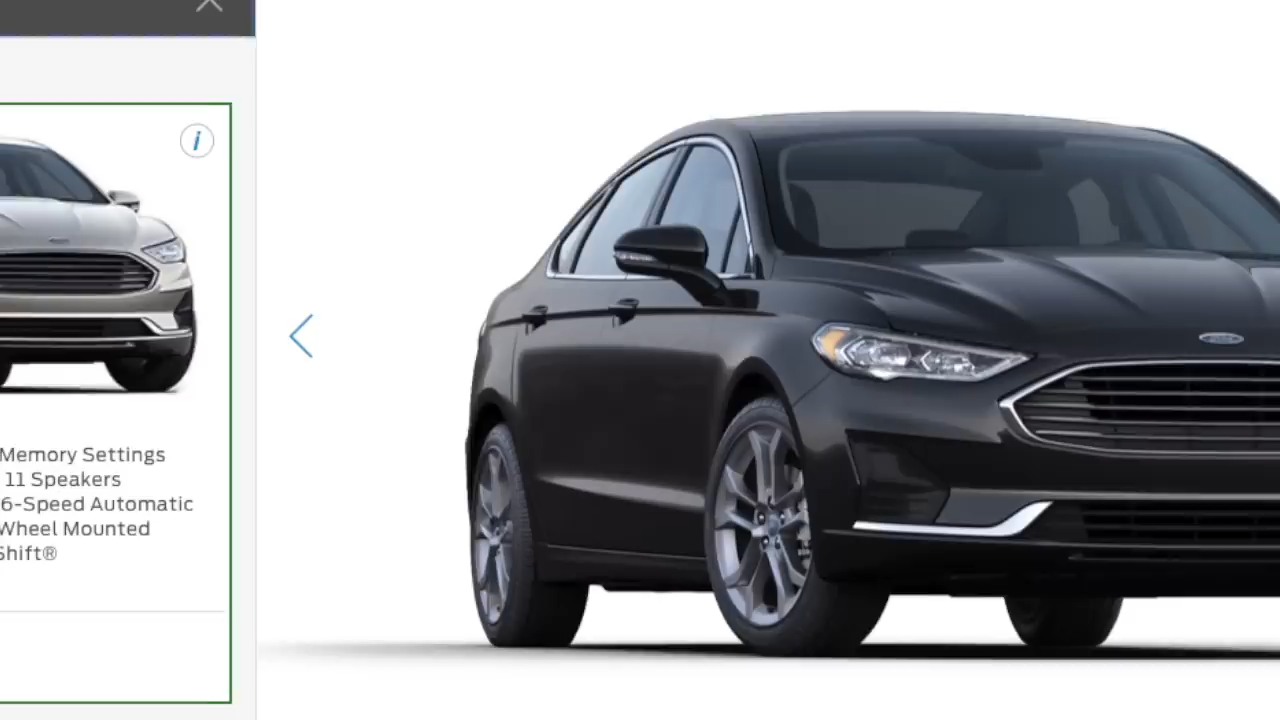 i
Memory Settings
11 Speakers
6-Speed Automatic
Wheel Mounted
Shift®